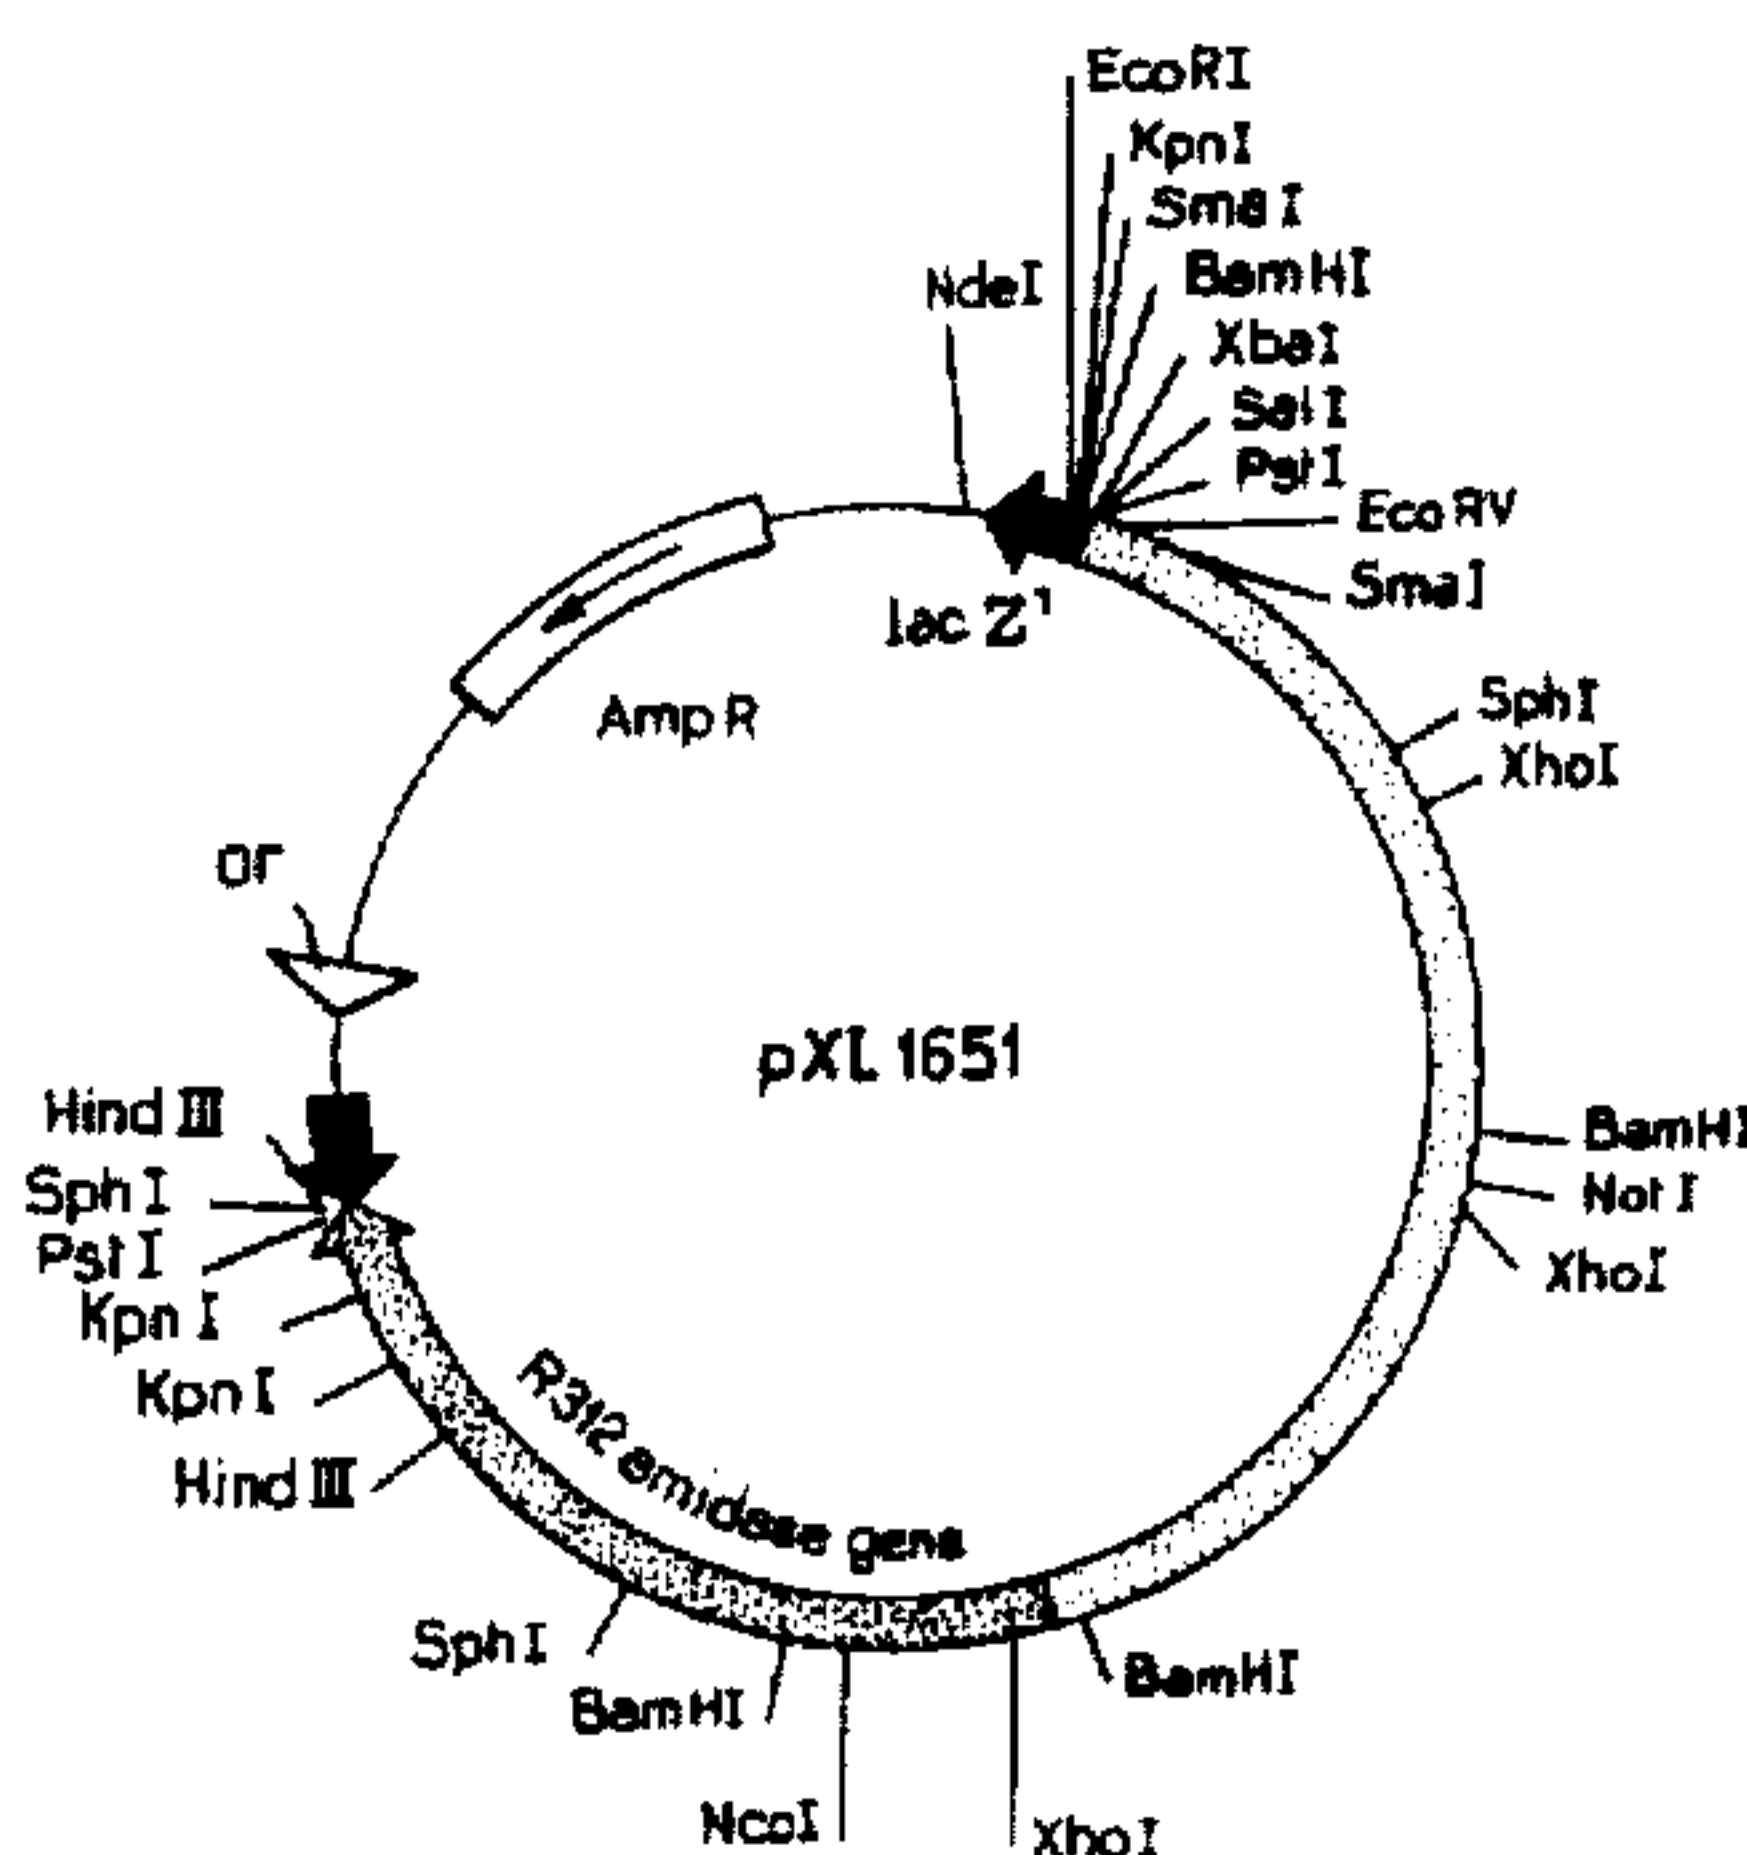 EcoRI
KpnI
SmaI
BamHI
NdeI
XbaI
SalI
PstI
EcoRV
SmaI
lac Z'
AmpR
SphI
XhoI
or
pXL1651
HindIII
BamHI
SphI
NotI
PstI
XhoI
KpnI
KpnI
HindIII
R312 amidase gene
SphI
BamHI
BamHI
NcoI
XhoI